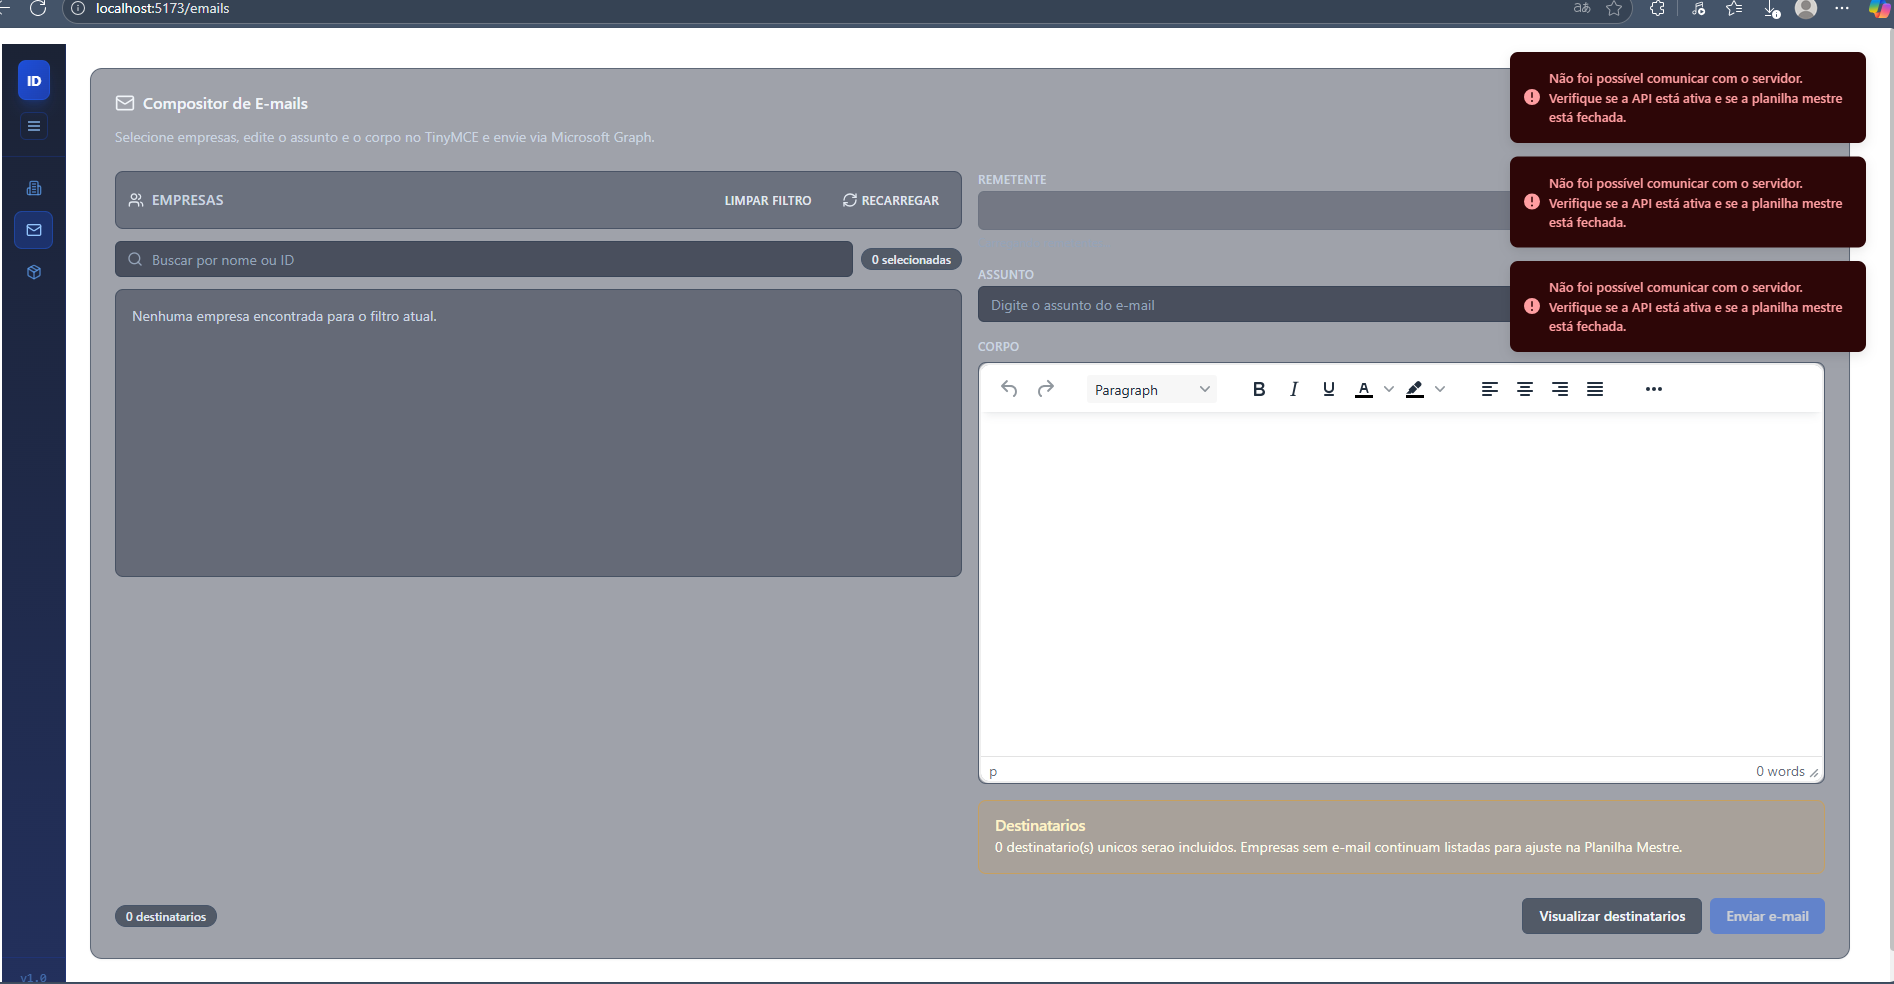 localhost:5173/emails
ID
Compositor de E-mails
Selecione empresas, edite o assunto e o corpo no TinyMCE e envie via Microsoft Graph.
EMPRESAS
LIMPAR FILTRO
RECARREGAR
Buscar por nome ou ID
0 selecionadas
Nenhuma empresa encontrada para o filtro atual.
REMETENTE
ASSUNTO
Digite o assunto do e-mail
CORPO
Paragraph
B I U A
p
0 words
Destinatarios
0 destinatario(s) unicos serao incluidos. Empresas sem e-mail continuam listadas para ajuste na Planilha Mestre.
0 destinatarios
Visualizar destinatarios
Enviar e-mail
Não foi possível comunicar com o servidor.
Verifique se a API está ativa e se a planilha mestre
está fechada.
Não foi possível comunicar com o servidor.
Verifique se a API está ativa e se a planilha mestre
está fechada.
Não foi possível comunicar com o servidor.
Verifique se a API está ativa e se a planilha mestre
está fechada.
v1.0